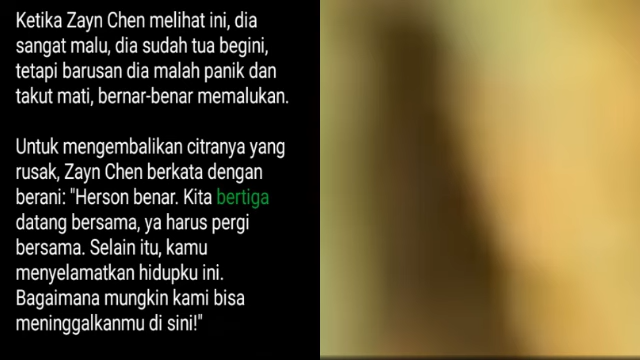 Ketika Zayn Chen melihat ini, dia
sangat malu, dia sudah tua begini,
tetapi barusan dia malah panik dan
takut mati, bernar-benar memalukan.
Untuk mengembalikan citranya yang
rusak, Zayn Chen berkata dengan
berani: "Herson benar. Kita bertiga
datang bersama, ya harus pergi
bersama. Selain itu, kamu
menyelamatkan hidupku ini.
Bagaimana mungkin kami bisa
meninggalkanmu di sini!"